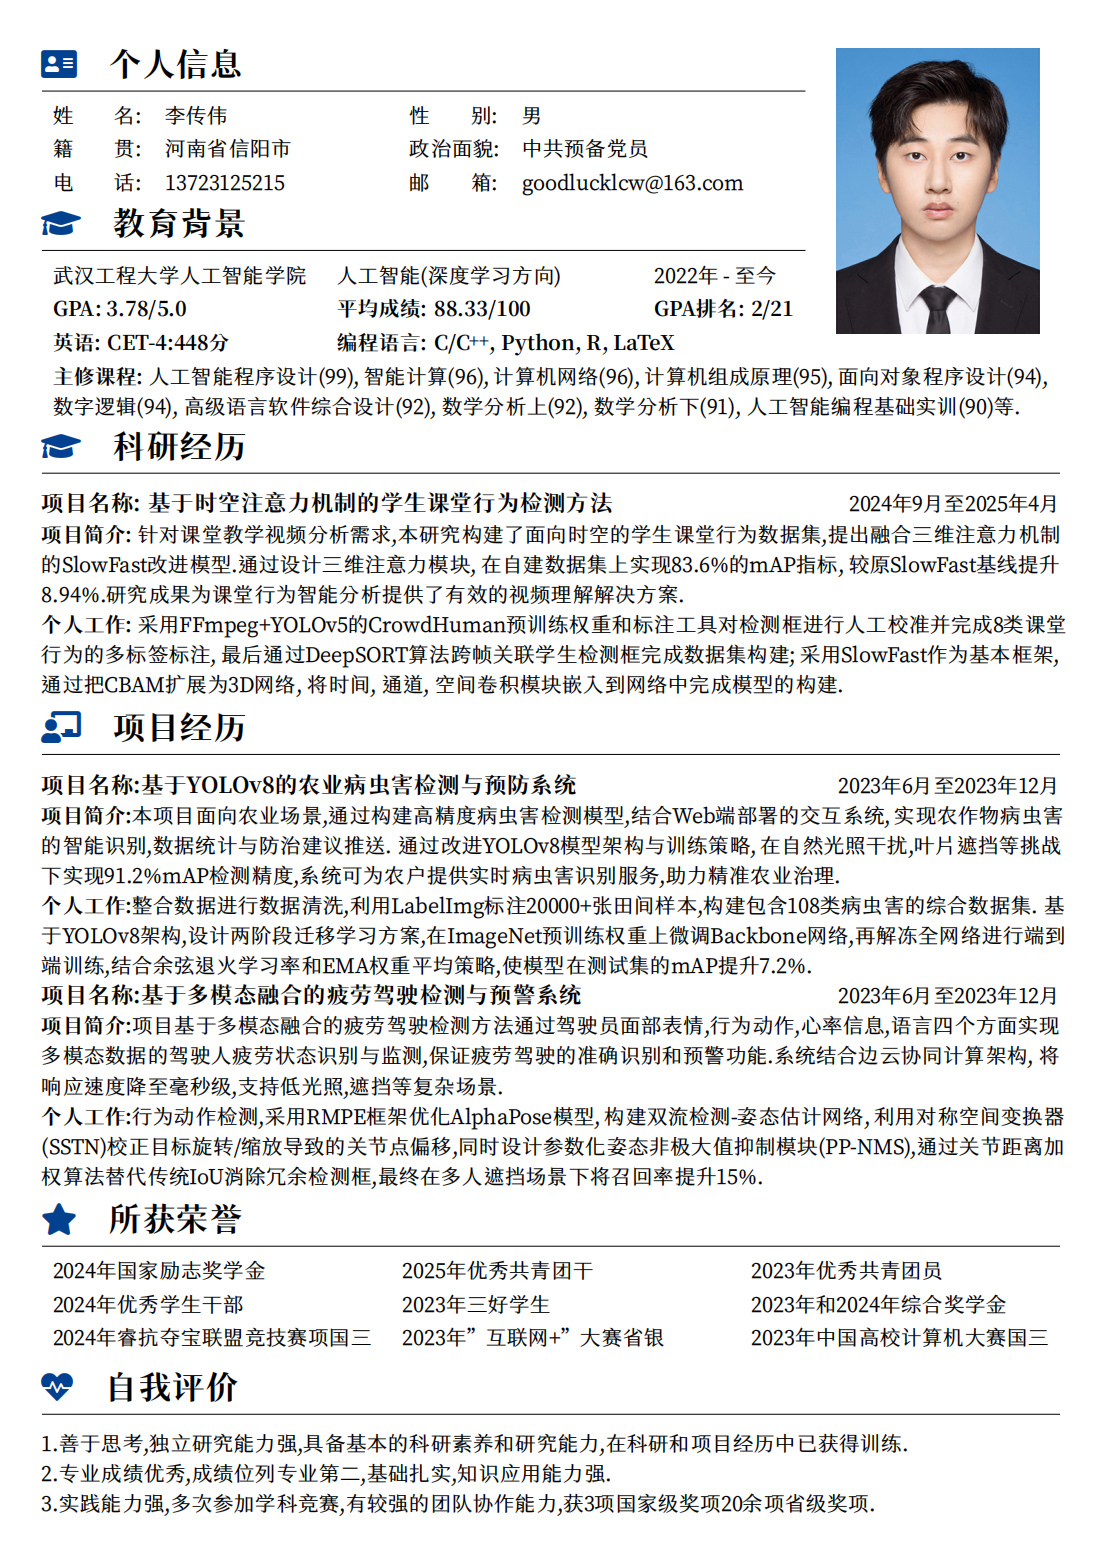 个人信息
姓 名: 李传伟 性 别: 男
籍 贯: 河南省信阳市 政治面貌: 中共预备党员
电 话: 13723125215 邮 箱: goodlucklcw@163.com
教育背景
武汉工程大学人工智能学院 人工智能(深度学习方向) 2022年 - 至今
GPA: 3.78/5.0 平均成绩: 88.33/100 GPA排名: 2/21
英语: CET-4:448分 编程语言: C/C++, Python, R, LaTeX
主修课程: 人工智能程序设计(99), 智能计算(96), 计算机网络(96), 计算机组成原理(95), 面向对象程序设计(94),
数字逻辑(94), 高级语言软件综合设计(92), 数学分析上(92), 数学分析下(91), 人工智能编程基础实训(90)等.
科研经历
项目名称: 基于时空注意力机制的学生课堂行为检测方法 2024年9月至2025年4月
项目简介: 针对课堂教学视频分析需求,本研究构建了面向时空的学生课堂行为数据集,提出融合三维注意力机制
的SlowFast改进模型.通过设计三维注意力模块, 在自建数据集上实现83.6%的mAP指标, 较原SlowFast基线提升
8.94%.研究成果为课堂行为智能分析提供了有效的视频理解解决方案.
个人工作: 采用FFmpeg+YOLOv5的CrowdHuman预训练权重和标注工具对检测框进行人工校准并完成8类课堂
行为的多标签标注, 最后通过DeepSORT算法跨帧关联学生检测框完成数据集构建; 采用SlowFast作为基本框架,
通过把CBAM扩展为3D网络, 将时间, 通道, 空间卷积模块嵌入到网络中完成模型的构建.
项目经历
项目名称:基于YOLOv8的农业病虫害检测与预防系统 2023年6月至2023年12月
项目简介:本项目面向农业场景,通过构建高精度病虫害检测模型,结合Web端部署的交互系统, 实现农作物病虫害
的智能识别,数据统计与防治建议推送. 通过改进YOLOv8模型架构与训练策略, 在自然光照干扰,叶片遮挡等挑战
下实现91.2%mAP检测精度,系统可为农户提供实时病虫害识别服务,助力精准农业治理.
个人工作:整合数据进行数据清洗,利用LabelImg标注20000+张田间样本,构建包含108类病虫害的综合数据集. 基
于YOLOv8架构,设计两阶段迁移学习方案,在ImageNet预训练权重上微调Backbone网络,再解冻全网络进行端到
端训练,结合余弦退火学习率和EMA权重平均策略,使模型在测试集的mAP提升7.2%.
项目名称:基于多模态融合的疲劳驾驶检测与预警系统 2023年6月至2023年12月
项目简介:项目基于多模态融合的疲劳驾驶检测方法通过驾驶员面部表情,行为动作,心率信息,语言四个方面实现
多模态数据的驾驶人疲劳状态识别与监测,保证疲劳驾驶的准确识别和预警功能.系统结合边云协同计算架构, 将
响应速度降至毫秒级,支持低光照,遮挡等复杂场景.
个人工作:行为动作检测,采用RMPE框架优化AlphaPose模型, 构建双流检测-姿态估计网络, 利用对称空间变换器
(SSTN)校正目标旋转/缩放导致的关节点偏移,同时设计参数化姿态非极大值抑制模块(PP-NMS),通过关节距离加
权算法替代传统IoU消除冗余检测框,最终在多人遮挡场景下将召回率提升15%.
所获荣誉
2024年国家励志奖学金 2025年优秀共青团干 2023年优秀共青团员
2024年优秀学生干部 2023年三好学生 2023年和2024年综合奖学金
2024年睿抗夺宝联盟竞技赛项国三 2023年”互联网+”大赛省银 2023年中国高校计算机大赛国三
自我评价
1.善于思考,独立研究能力强,具备基本的科研素养和研究能力,在科研和项目经历中已获得训练.
2.专业成绩优秀,成绩位列专业第二,基础扎实,知识应用能力强.
3.实践能力强,多次参加学科竞赛,有较强的团队协作能力,获3项国家级奖项20余项省级奖项.